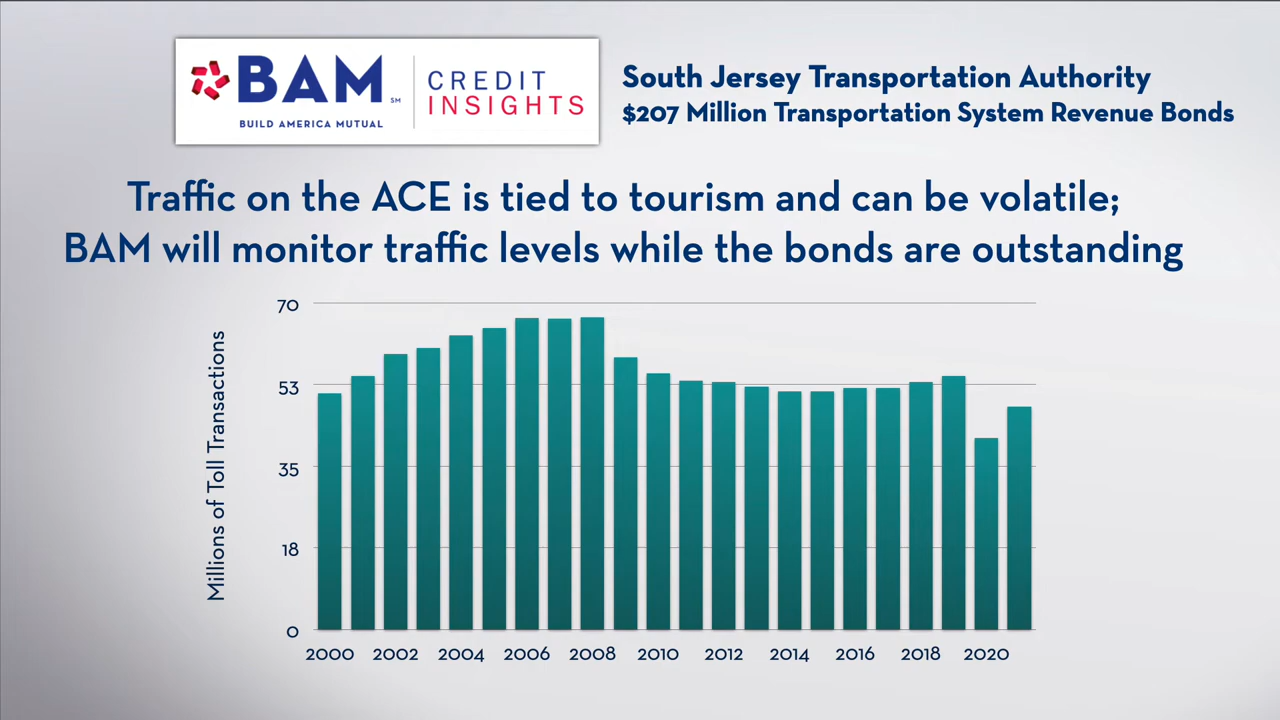 BAM SM
BUILD AMERICA MUTUAL
CREDIT
INSIGHTS
South Jersey Transportation Authority
$207 Million Transportation System Revenue Bonds
Traffic on the ACE is tied to tourism and can be volatile;
BAM will monitor traffic levels while the bonds are outstanding
Millions of Toll Transactions
70
53
35
18
0
2000 2002 2004 2006 2008 2010 2012 2014 2016 2018 2020